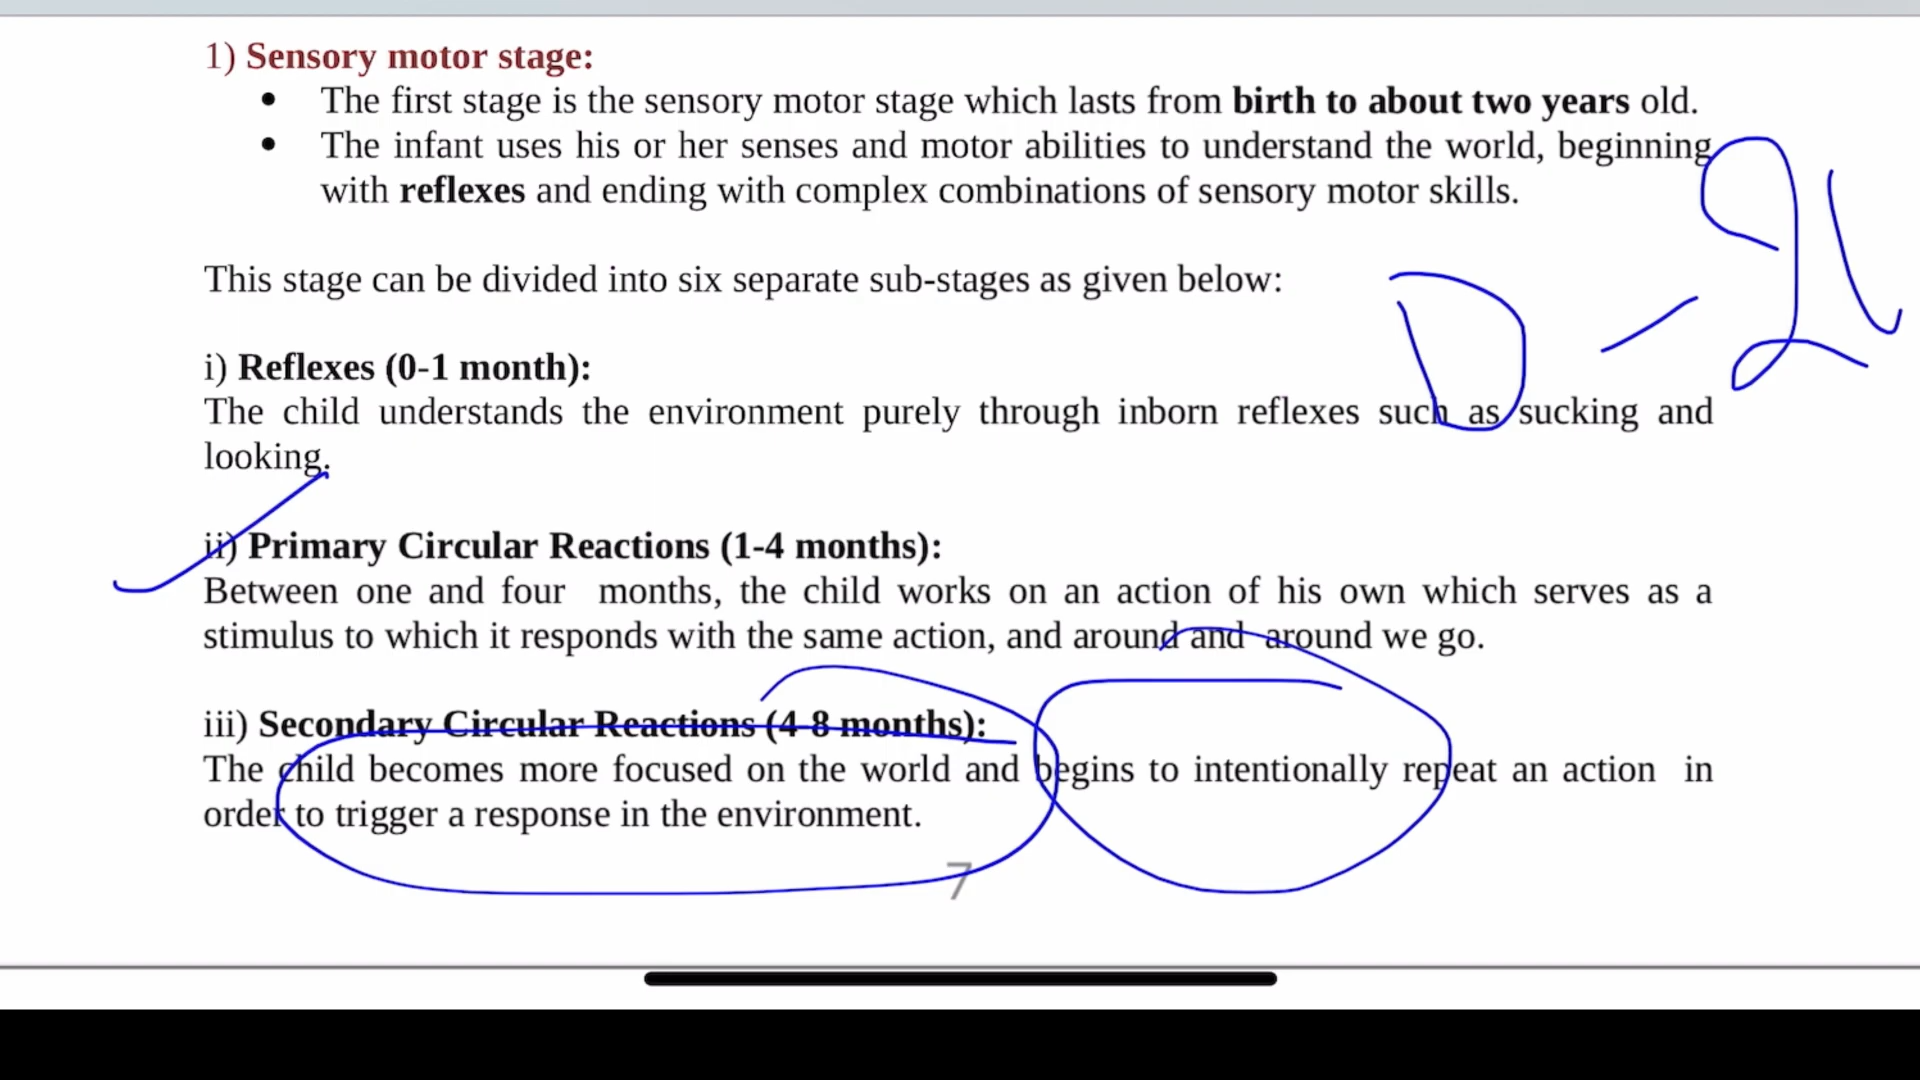 1) Sensory motor stage:
• The first stage is the sensory motor stage which lasts from birth to about two years old.
• The infant uses his or her senses and motor abilities to understand the world, beginning
with reflexes and ending with complex combinations of sensory motor skills.
This stage can be divided into six separate sub-stages as given below:
i) Reflexes (0-1 month):
The child understands the environment purely through inborn reflexes such as sucking and
looking.
ii) Primary Circular Reactions (1-4 months):
Between one and four months, the child works on an action of his own which serves as a
stimulus to which it responds with the same action, and around and around we go.
iii) Secondary Circular Reactions (4-8 months):
The child becomes more focused on the world and begins to intentionally repeat an action in
order to trigger a response in the environment.
7